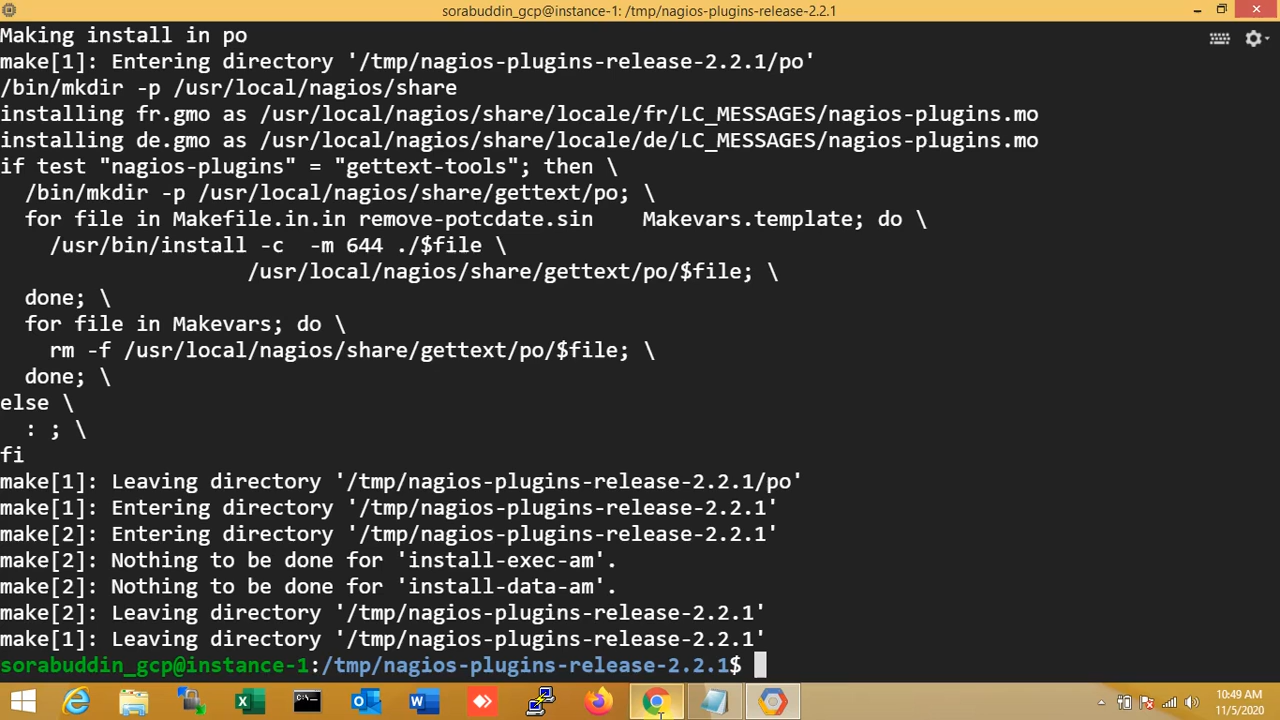 sorabuddin_gcp@instance-1: /tmp/nagios-plugins-release-2.2.1
Making install in po
make[1]: Entering directory '/tmp/nagios-plugins-release-2.2.1/po'
/bin/mkdir -p /usr/local/nagios/share
installing fr.gmo as /usr/local/nagios/share/locale/fr/LC_MESSAGES/nagios-plugins.mo
installing de.gmo as /usr/local/nagios/share/locale/de/LC_MESSAGES/nagios-plugins.mo
if test "nagios-plugins" = "gettext-tools"; then \
  /bin/mkdir -p /usr/local/nagios/share/gettext/po; \
  for file in Makefile.in.in remove-potcdate.sin    Makevars.template; do \
    /usr/bin/install -c  -m 644 ./$file \
                    /usr/local/nagios/share/gettext/po/$file; \
  done; \
  for file in Makevars; do \
    rm -f /usr/local/nagios/share/gettext/po/$file; \
  done; \
else \
  : ; \
fi
make[1]: Leaving directory '/tmp/nagios-plugins-release-2.2.1/po'
make[1]: Entering directory '/tmp/nagios-plugins-release-2.2.1'
make[2]: Entering directory '/tmp/nagios-plugins-release-2.2.1'
make[2]: Nothing to be done for 'install-exec-am'.
make[2]: Nothing to be done for 'install-data-am'.
make[2]: Leaving directory '/tmp/nagios-plugins-release-2.2.1'
make[1]: Leaving directory '/tmp/nagios-plugins-release-2.2.1'
sorabuddin_gcp@instance-1:/tmp/nagios-plugins-release-2.2.1$
10:49 AM
11/5/2020